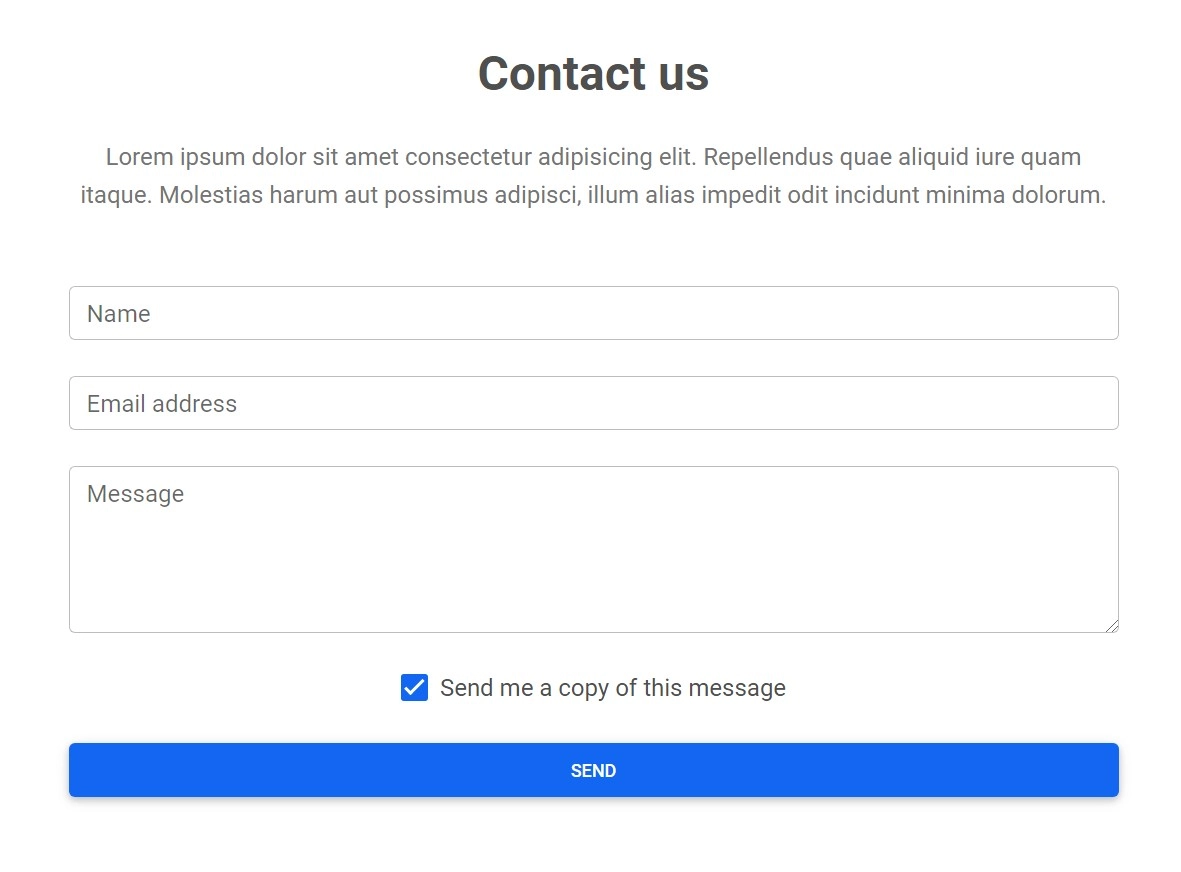 Contact us
Lorem ipsum dolor sit amet consectetur adipisicing elit. Repellendus quae aliquid iure quam
itaque. Molestias harum aut possimus adipisci, illum alias impedit odit incidunt minima dolorum.
Name
Email address
Message
Send me a copy of this message
SEND